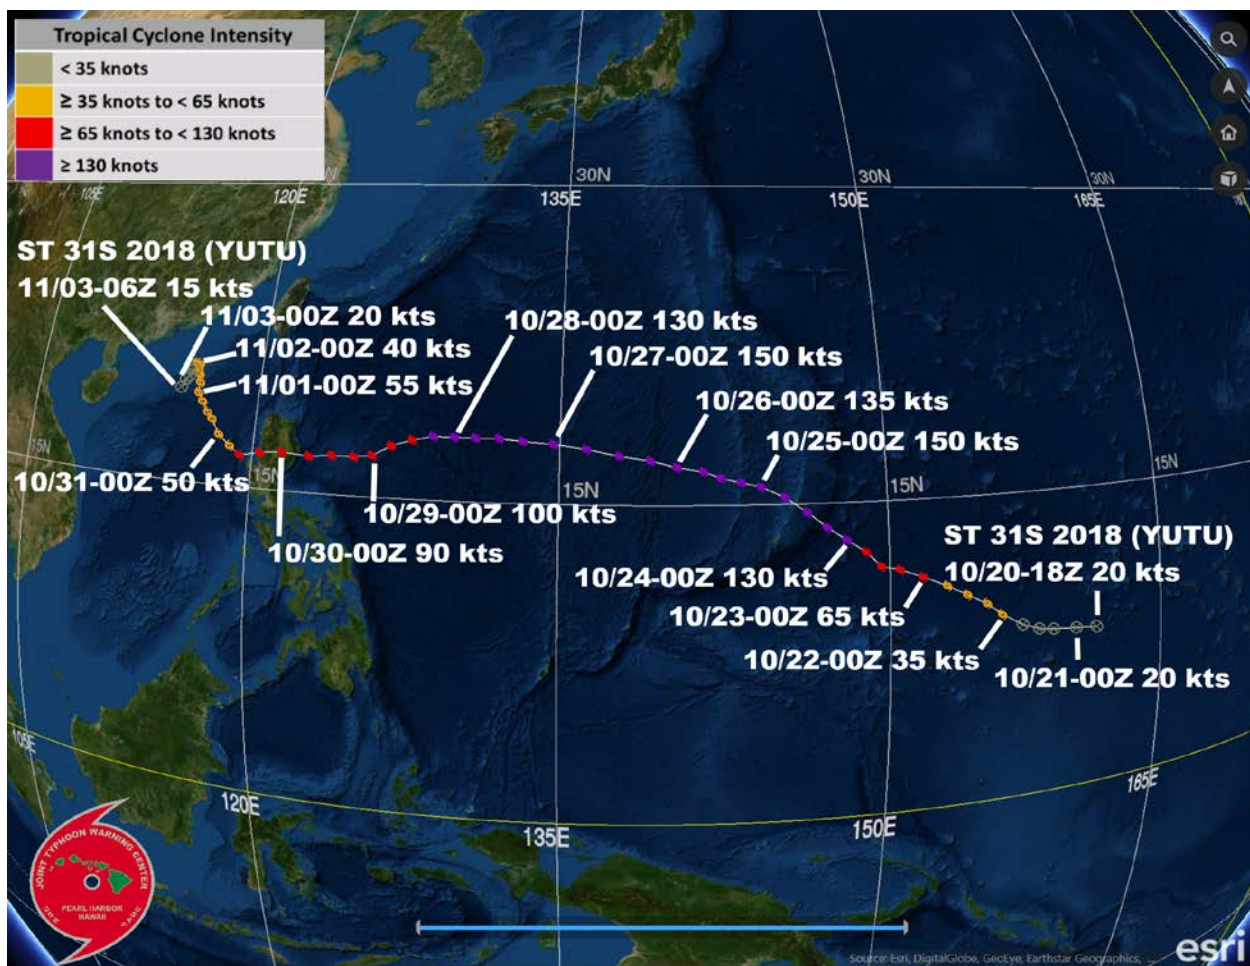 Tropical Cyclone Intensity
< 35 knots
≥ 35 knots to < 65 knots
≥ 65 knots to < 130 knots
≥ 130 knots
30N
30N
30N
105E
120E
135E
150E
165E
ST 31S 2018 (YUTU)
11/03-06Z 15 kts
11/03-00Z 20 kts
11/02-00Z 40 kts
11/01-00Z 55 kts
10/28-00Z 130 kts
10/27-00Z 150 kts
10/26-00Z 135 kts
10/25-00Z 150 kts
15N
15N
15N
15N
15N
10/31-00Z 50 kts
10/29-00Z 100 kts
10/30-00Z 90 kts
ST 31S 2018 (YUTU)
10/20-18Z 20 kts
10/24-00Z 130 kts
10/23-00Z 65 kts
10/22-00Z 35 kts
10/21-00Z 20 kts
105E
120E
135E
150E
165E
JOINT TYPHOON WARNING CENTER
PEARL HARBOR
HAWAII
esri
Source: Esri, DigitalGlobe, GeoEye, Earthstar Geographics, ...